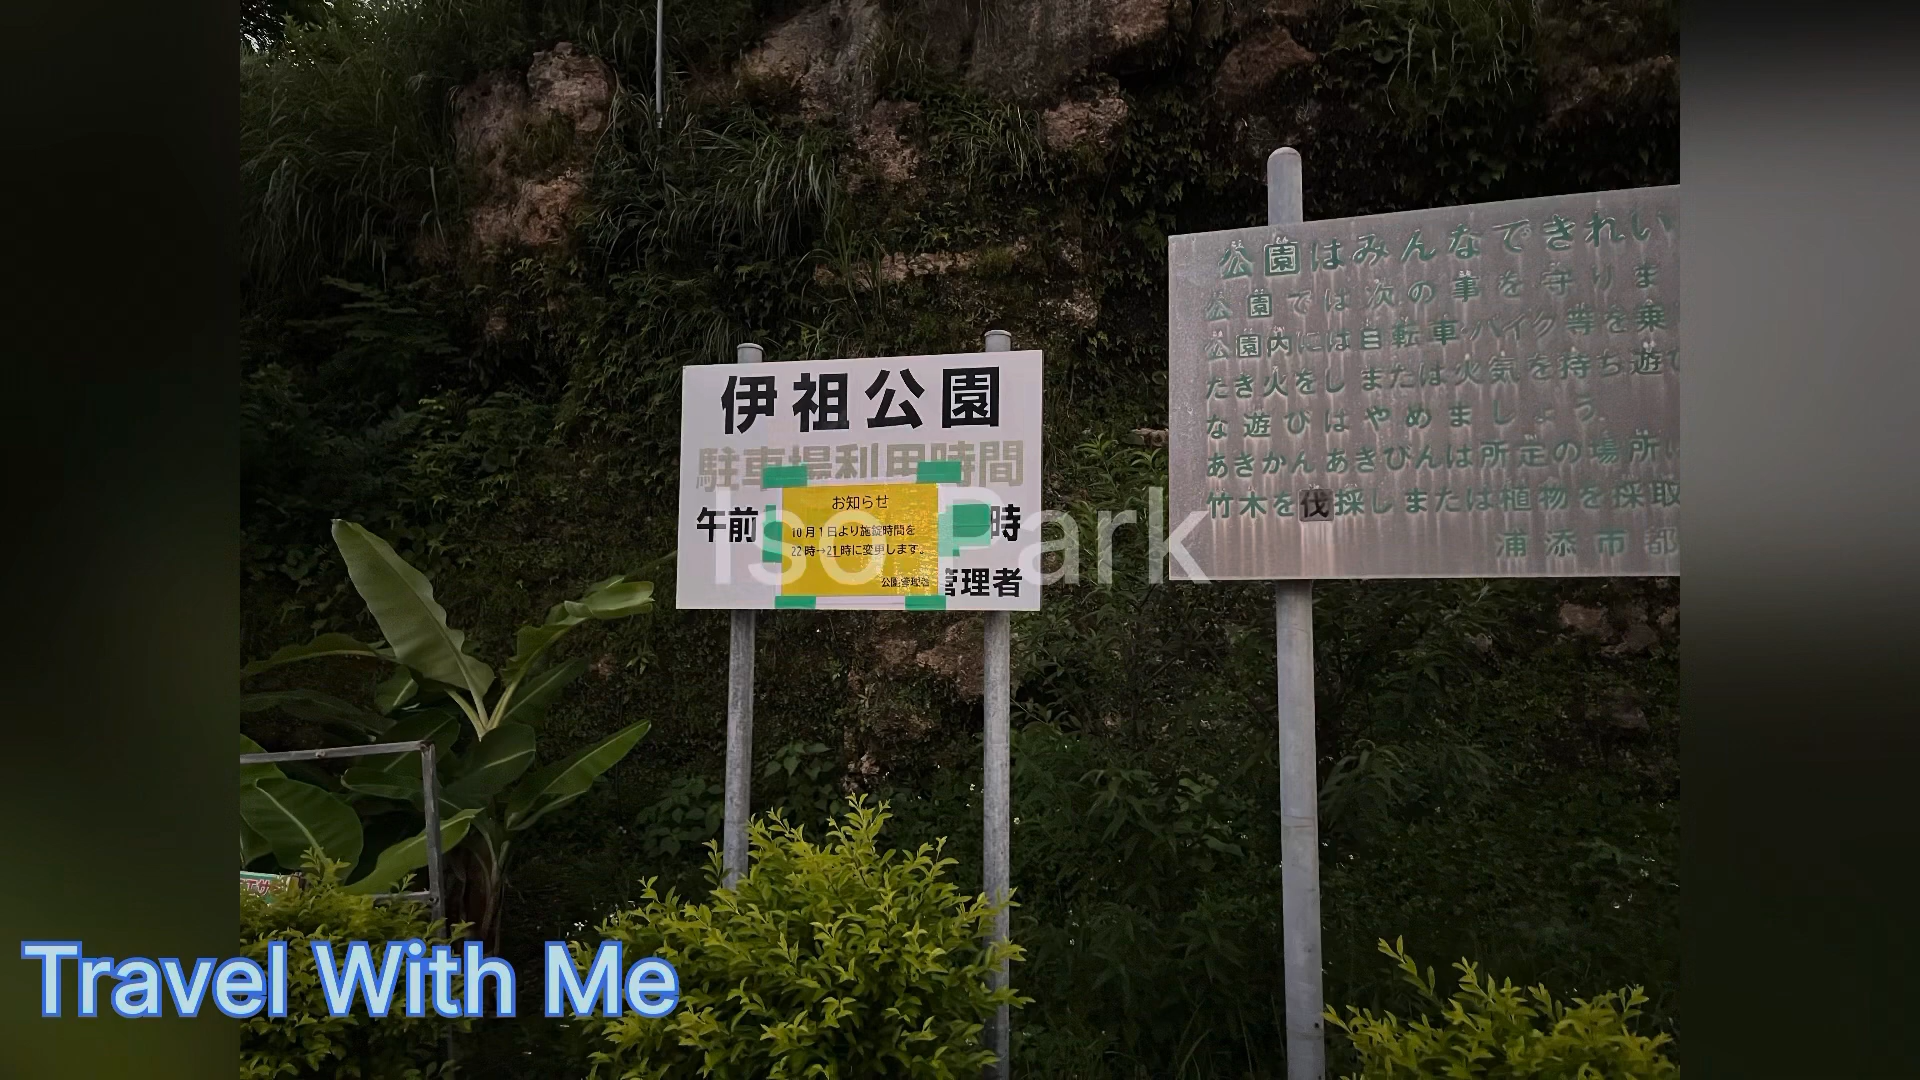 伊祖公園
駐車場利用時間
午前
時
お知らせ
10月1日より施錠時間を
22時→21時に変更します。
公園管理者
管理者
Iso Park
公園はみんなできれい
公園では次の事を守りま
公園内には自転車・バイク等を乗
たき火をしまたは火気を持ち遊び
な遊びはやめましょう。
あきかんあきびんは所定の場所に
竹木を伐採しまたは植物を採取
浦添市都
Travel With Me